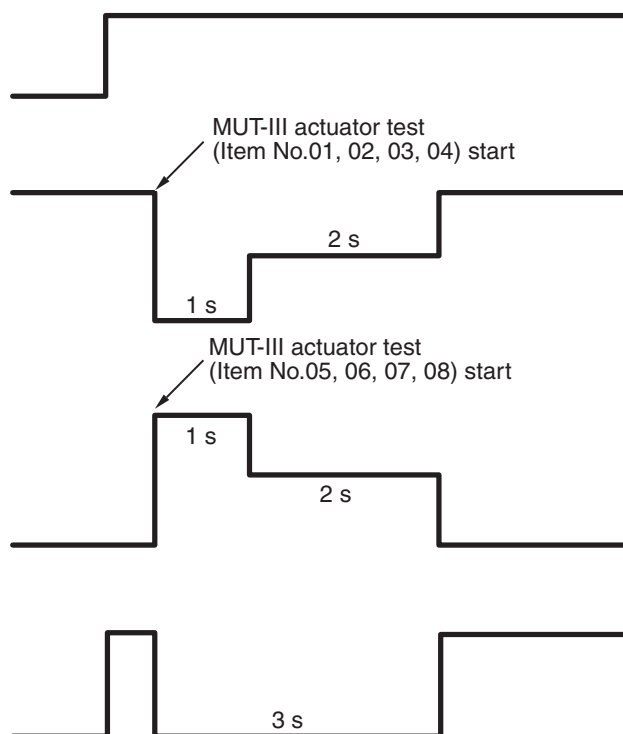 MUT-III actuator test
(Item No.01, 02, 03, 04) start
2 s
1 s
MUT-III actuator test
(Item No.05, 06, 07, 08) start
1 s
2 s
3 s